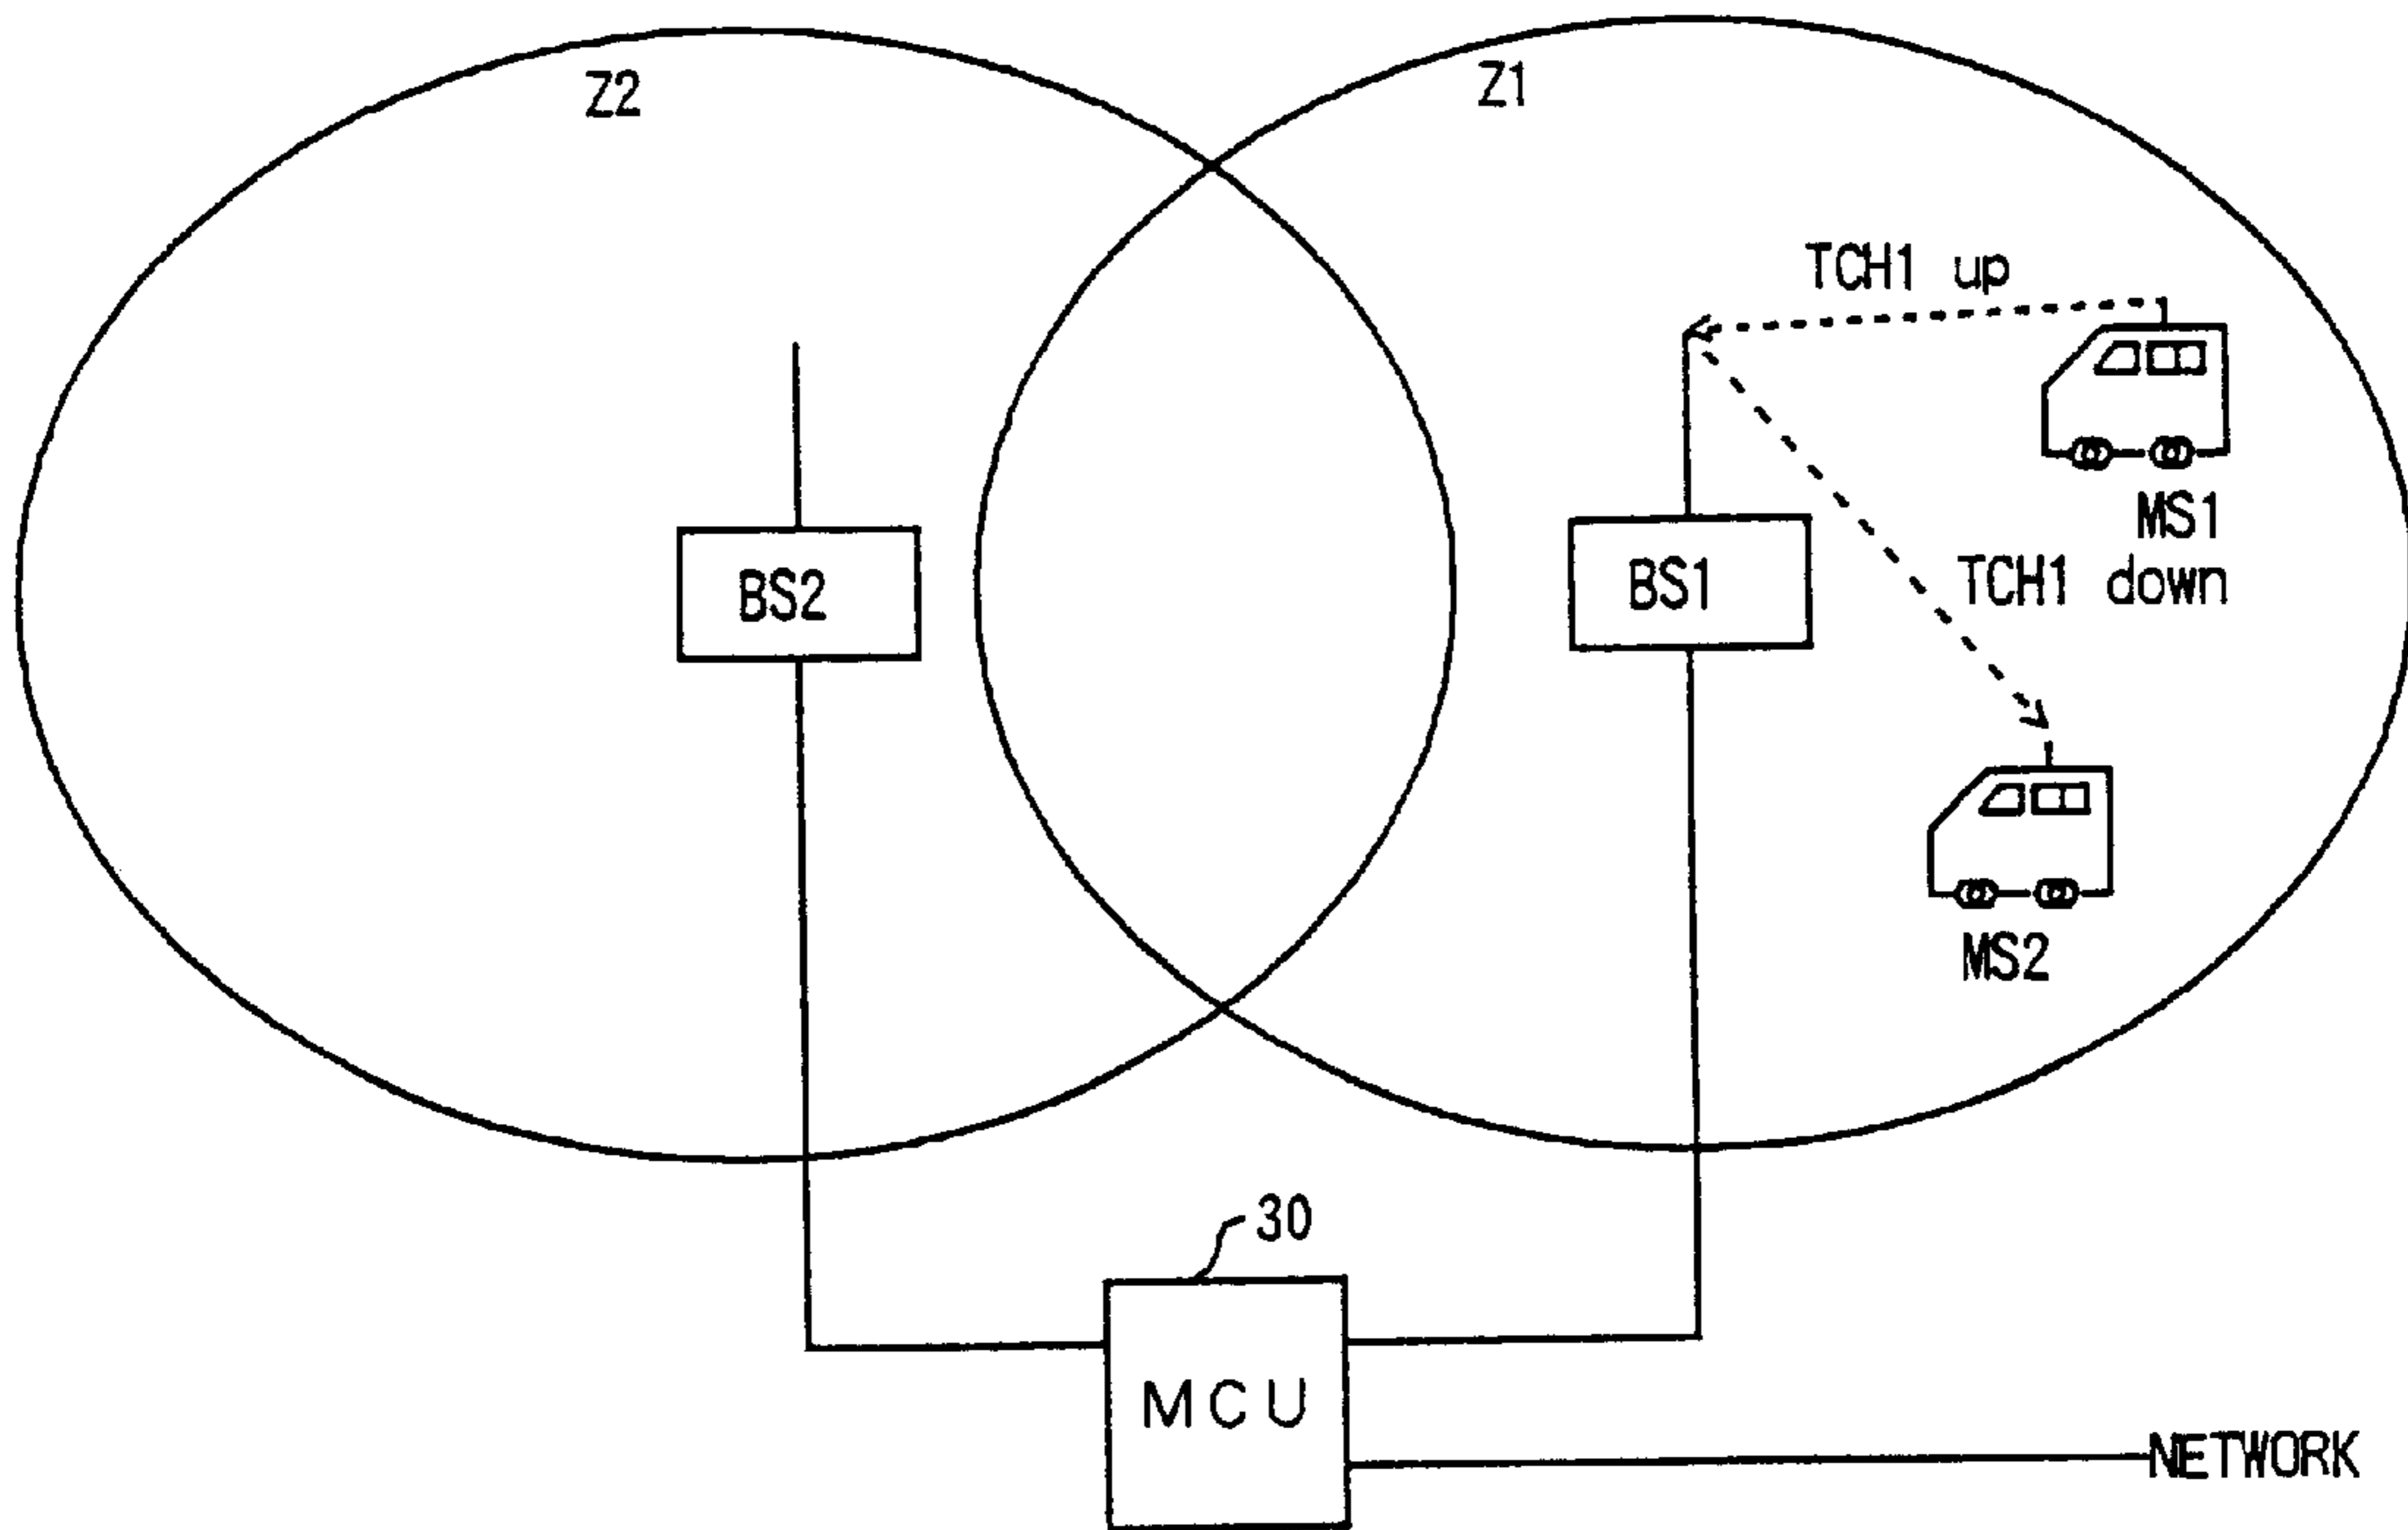 Z2
Z1
TCH1 up
MS1
BS2
BS1
TCH1 down
MS2
30
MCU
NETWORK